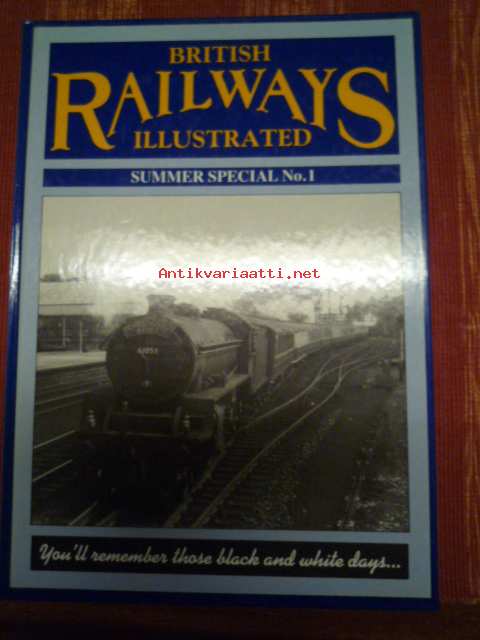 BRITISH
RAILWAYS
ILLUSTRATED
SUMMER SPECIAL No.1
Antikvariaatti.net
You'll remember those black and white days...